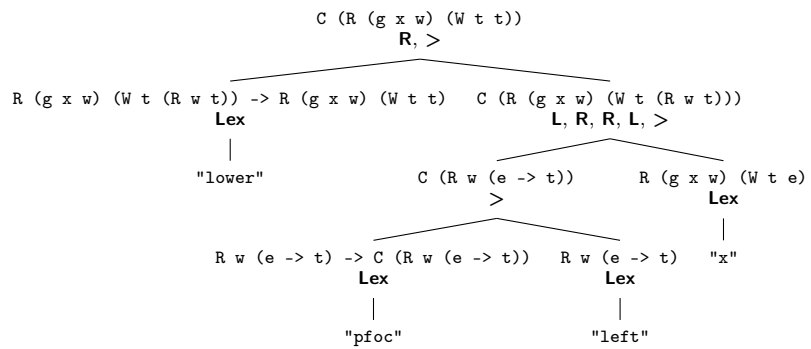 C (R (g x w) (W t t))
R, >
R (g x w) (W t (R w t)) -> R (g x w) (W t t) C (R (g x w) (W t (R w t)))
Lex L, R, R, L, >
"lower" C (R w (e -> t)) R (g x w) (W t e)
> Lex
R w (e -> t) -> C (R w (e -> t)) R w (e -> t) "x"
Lex Lex
"pfoc" "left"